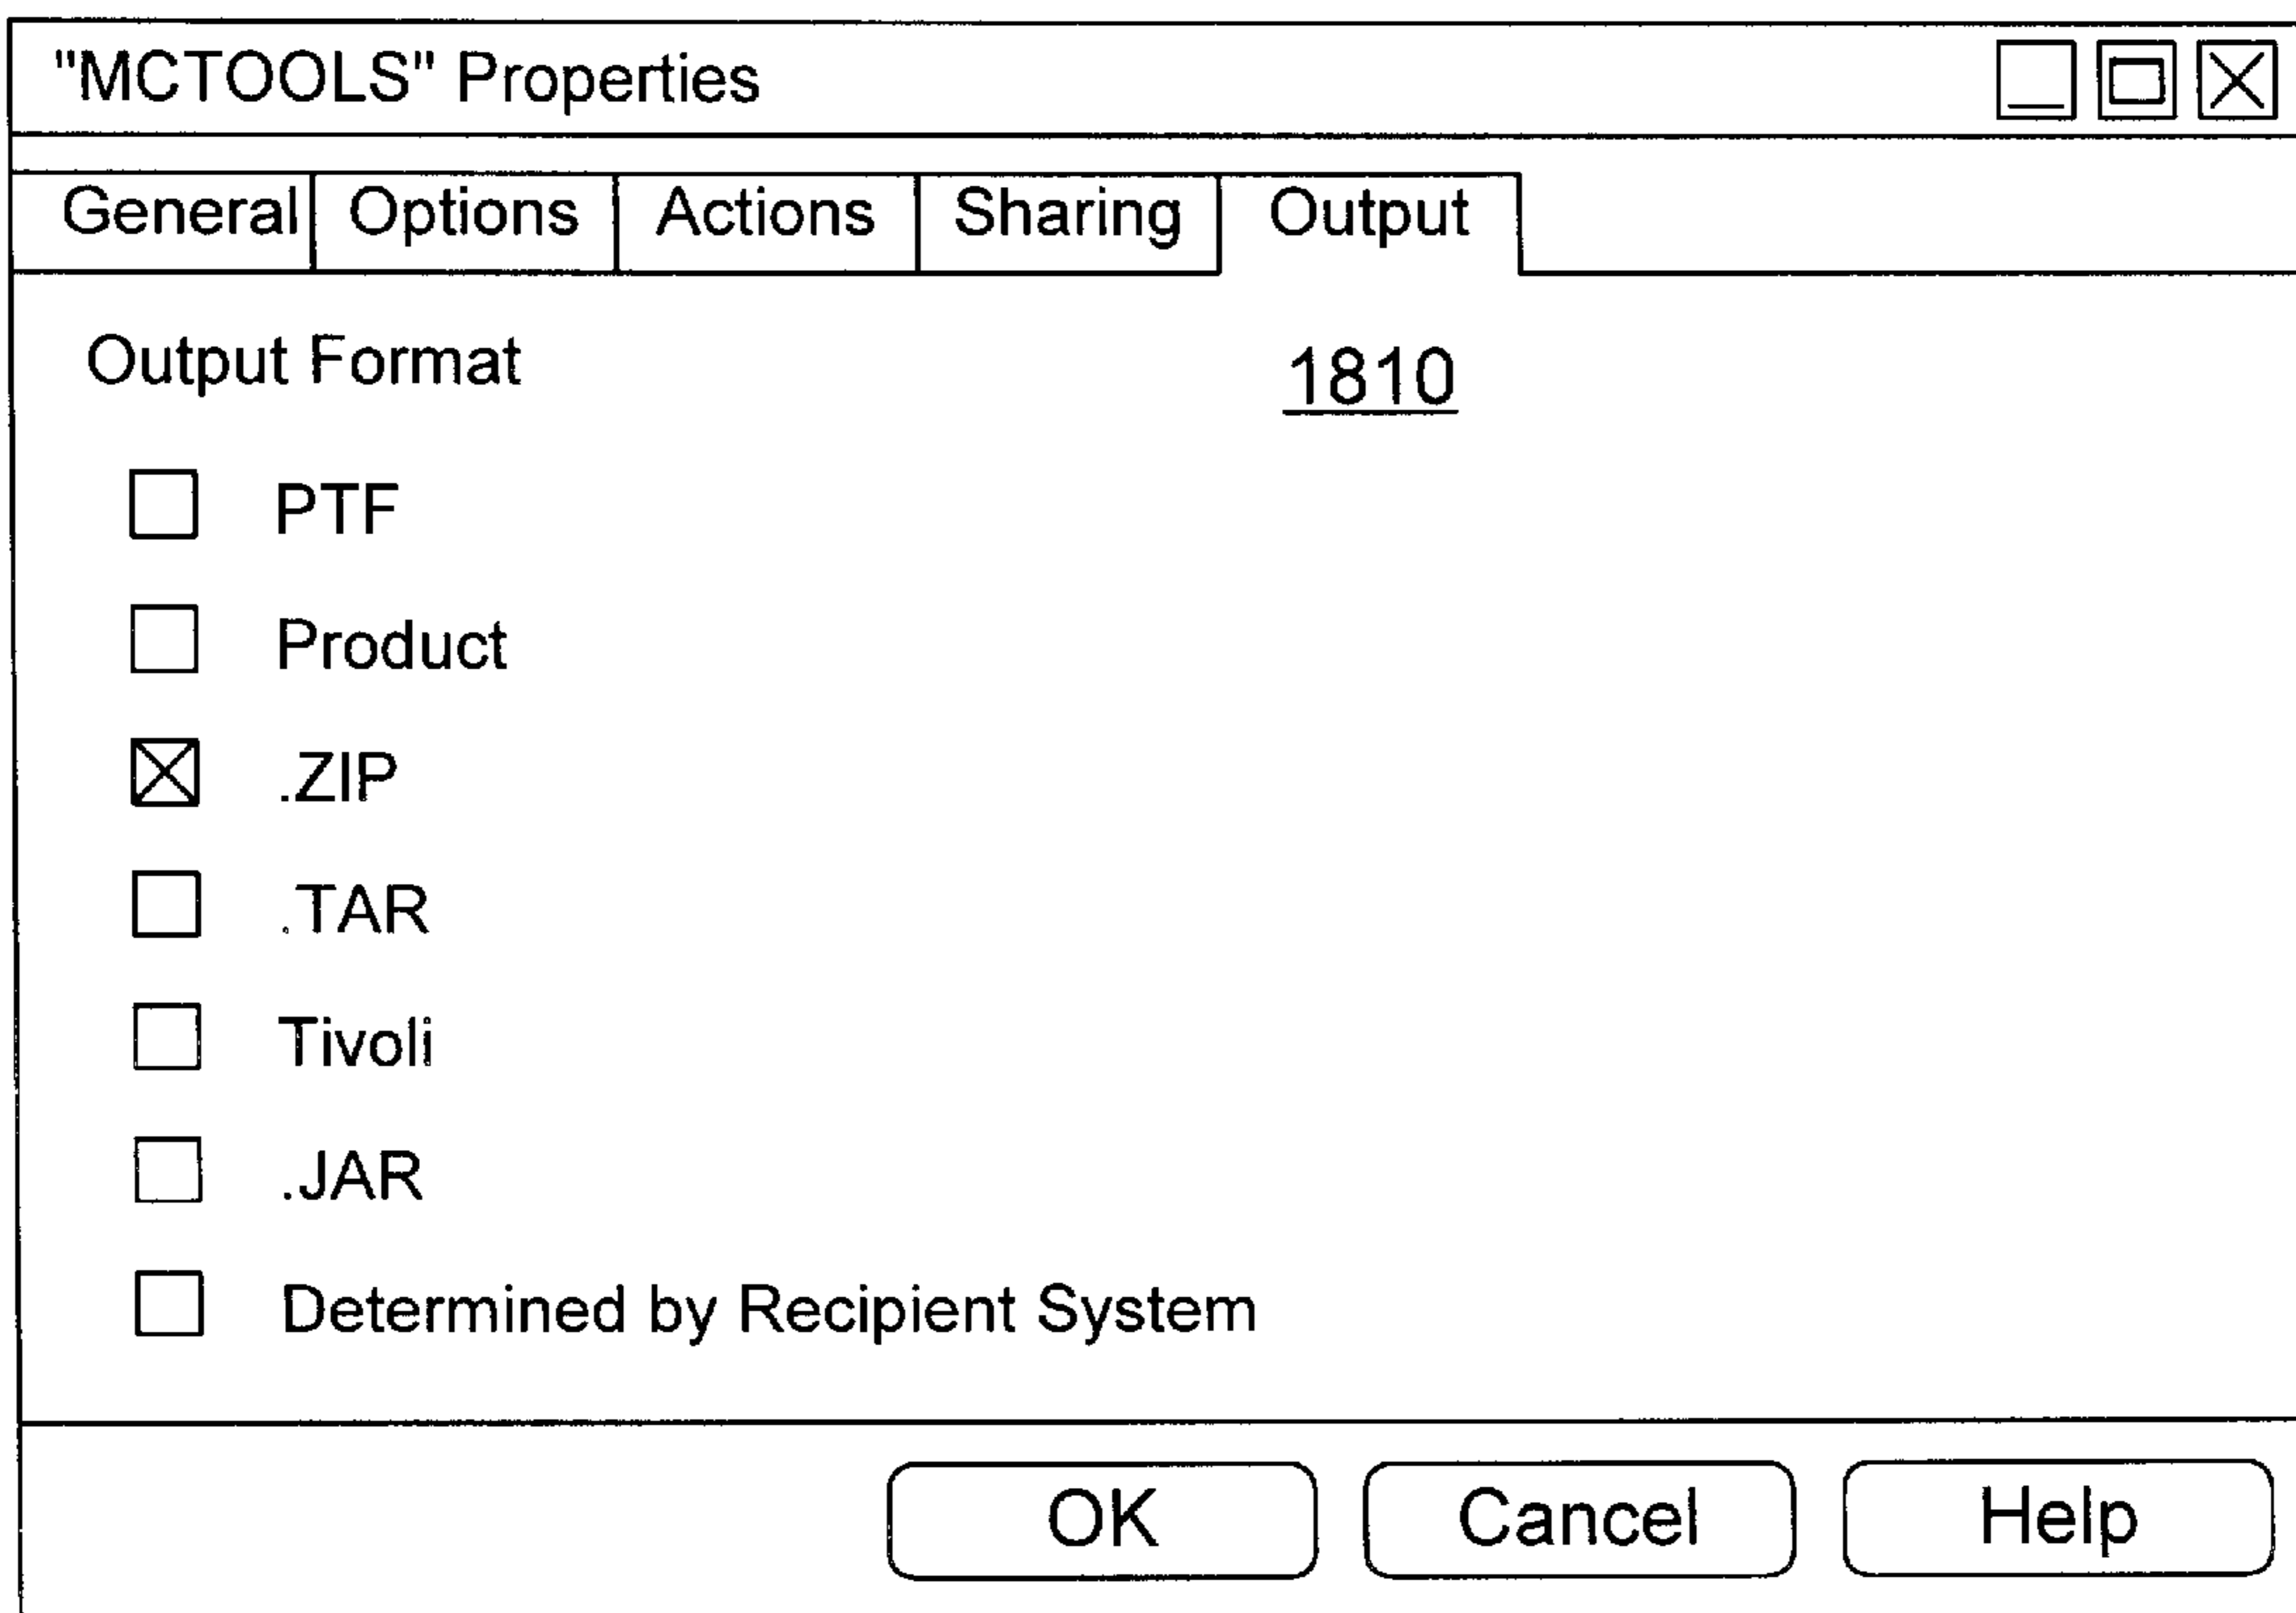 "MCTOOLS" Properties
General Options Actions Sharing Output
Output Format 1810
PTF
Product
.ZIP
.TAR
Tivoli
.JAR
Determined by Recipient System
OK Cancel Help